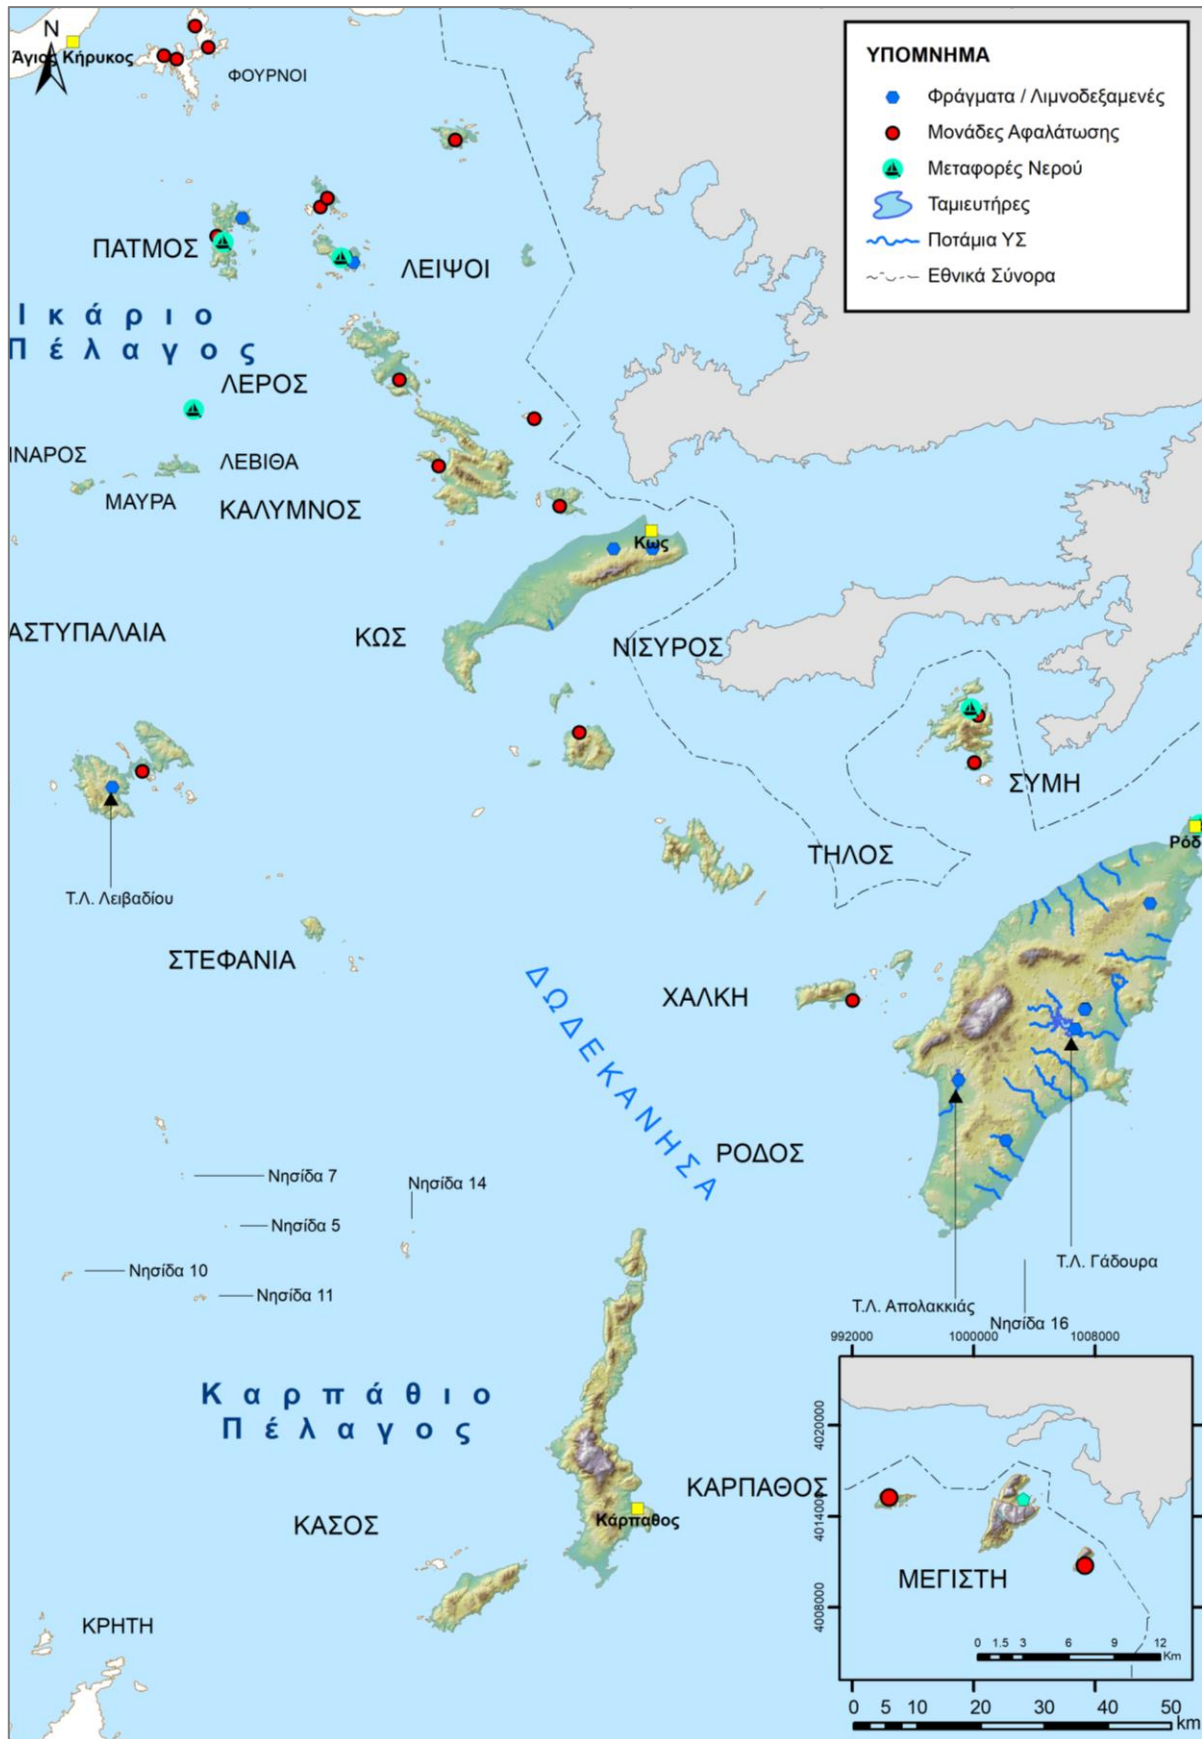 N
Άγιος Κήρυκος
ΦΟΥΡΝΟΙ
ΥΠΟΜΝΗΜΑ
Φράγματα / Λιμνοδεξαμενές
Μονάδες Αφαλάτωσης
Μεταφορές Νερού
Ταμιευτήρες
Ποτάμια ΥΣ
Εθνικά Σύνορα
ΠΑΤΜΟΣ
ΛΕΙΨΟΙ
Ικάριο
Πέλαγος
ΛΕΡΟΣ
ΙΝΑΡΟΣ
ΛΕΒΙΘΑ
ΜΑΥΡΑ
ΚΑΛΥΜΝΟΣ
Κως
ΑΣΤΥΠΑΛΑΙΑ
ΚΩΣ
ΝΙΣΥΡΟΣ
ΣΥΜΗ
ΤΗΛΟΣ
Ρόδ
Τ.Λ. Λειβαδίου
ΣΤΕΦΑΝΙΑ
ΧΑΛΚΗ
ΔΩΔΕΚΑΝΗΣΑ
ΡΟΔΟΣ
Νησίδα 7
Νησίδα 14
Νησίδα 5
Νησίδα 10
Νησίδα 11
Τ.Λ. Γάδουρα
Τ.Λ. Απολακκιάς
Νησίδα 16
992000 1000000 1008000
Καρπάθιο
Πέλαγος
4020000
4014000
4008000
ΚΑΡΠΑΘΟΣ
Κάρπαθος
ΚΑΣΟΣ
ΜΕΓΙΣΤΗ
ΚΡΗΤΗ
0 1.5 3 6 9 12
Km
0 5 10 20 30 40 50
km